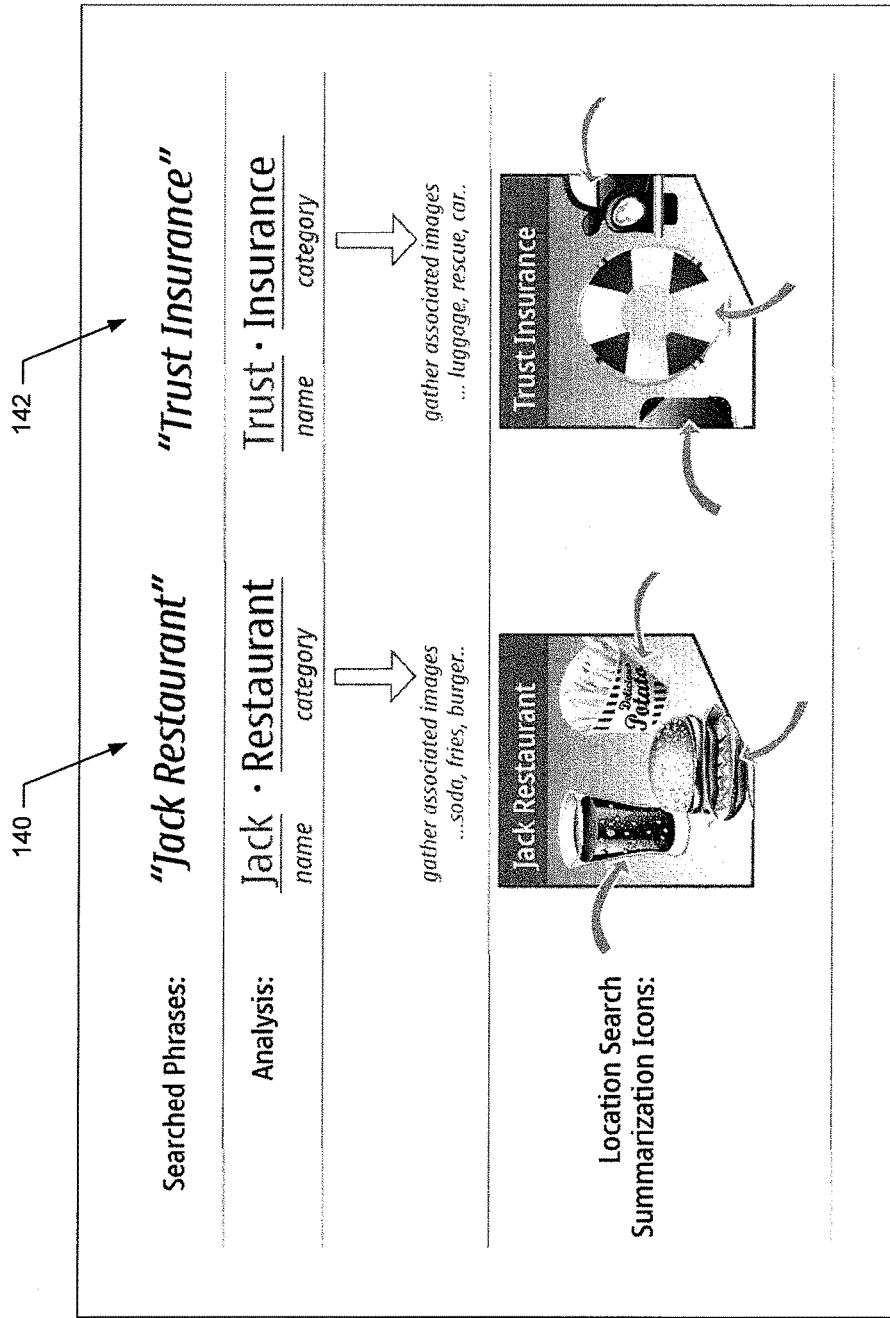 140
142
Searched Phrases:
"Jack Restaurant"
"Trust Insurance"
Analysis:
Jack · Restaurant
name category
Trust · Insurance
name category
gather associated images
...soda, fries, burger..
gather associated images
... luggage, rescue, car..
Location Search
Summarization Icons:
Jack Restaurant
Delicious
Potato
Trust Insurance